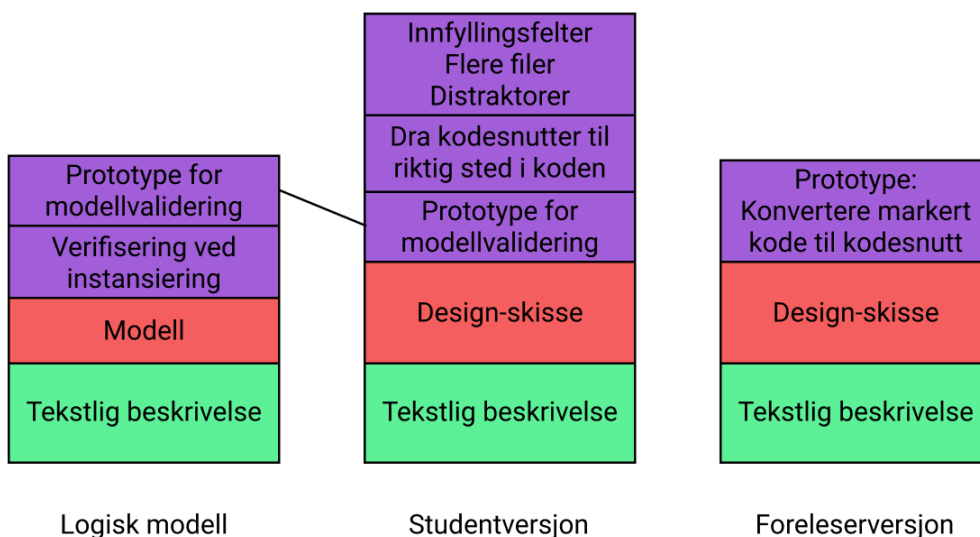 Prototype for
modellvalidering
Verifisering ved
instansiering
Modell
Tekstlig beskrivelse
Logisk modell
Innfyllingsfelter
Flere filer
Distraktorer
Dra kodesnutter til
riktig sted i koden
Prototype for
modellvalidering
Design-skisse
Tekstlig beskrivelse
Studentversjon
Prototype:
Konvertere markert
kode til kodesnutt
Design-skisse
Tekstlig beskrivelse
Foreleserversjon